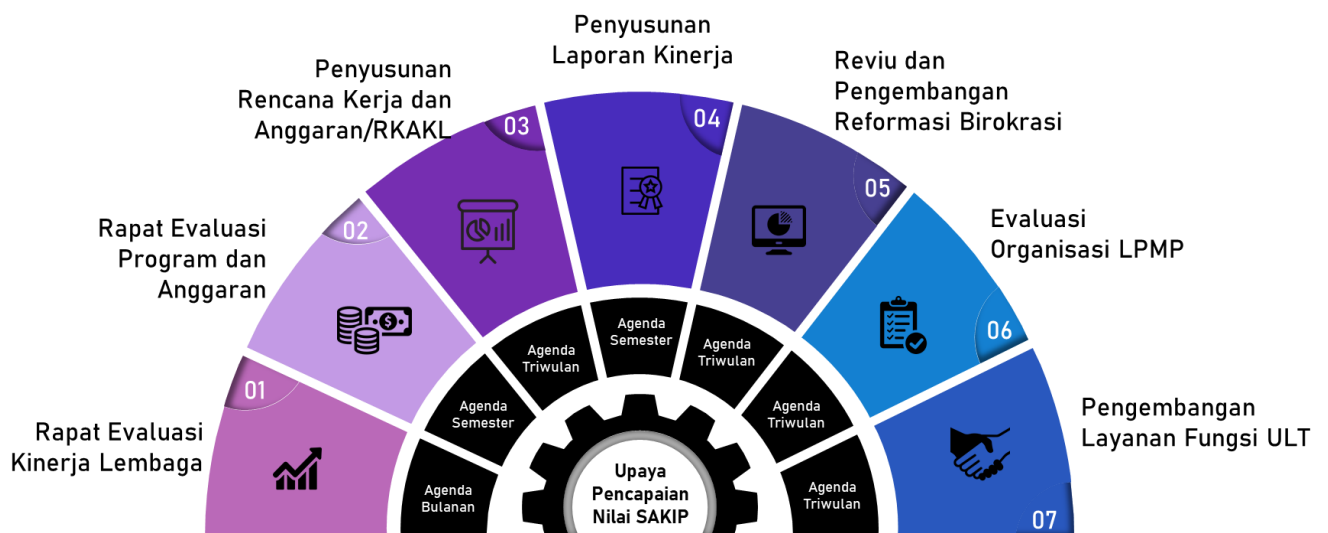 Rapat Evaluasi
Kinerja Lembaga
01
Agenda
Bulanan
Rapat Evaluasi
Program dan
Anggaran
02
Agenda
Semester
Penyusunan
Rencana Kerja dan
Anggaran/RKAKL
03
Agenda
Triwulan
Penyusunan
Laporan Kinerja
04
Agenda
Semester
Reviu dan
Pengembangan
Reformasi Birokrasi
05
Agenda
Triwulan
Evaluasi
Organisasi LPMP
06
Agenda
Triwulan
Pengembangan
Layanan Fungsi ULT
07
Agenda
Triwulan
Upaya
Pencapaian
Nilai SAKIP